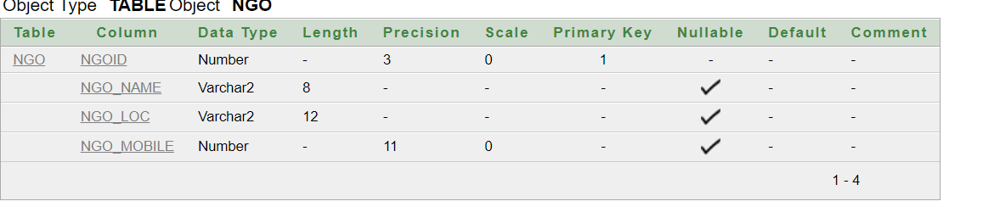 Object Type TABLE Object NGO
Table Column Data Type Length Precision Scale Primary Key Nullable Default Comment
NGO NGOID Number - 3 0 1 - - -
NGO_NAME Varchar2 8 - - - - -
NGO_LOC Varchar2 12 - - - - -
NGO_MOBILE Number - 11 0 - - -
1 - 4